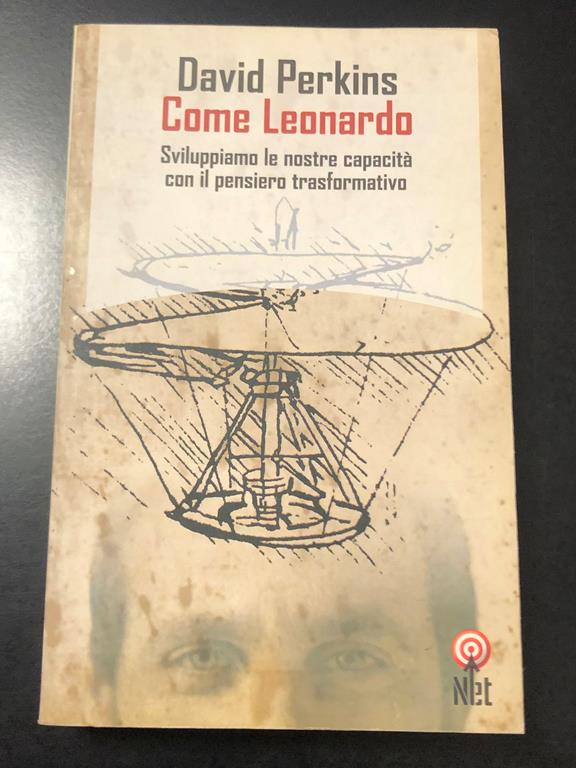 David Perkins
Come Leonardo
Sviluppiamo le nostre capacità
con il pensiero trasformativo
Net